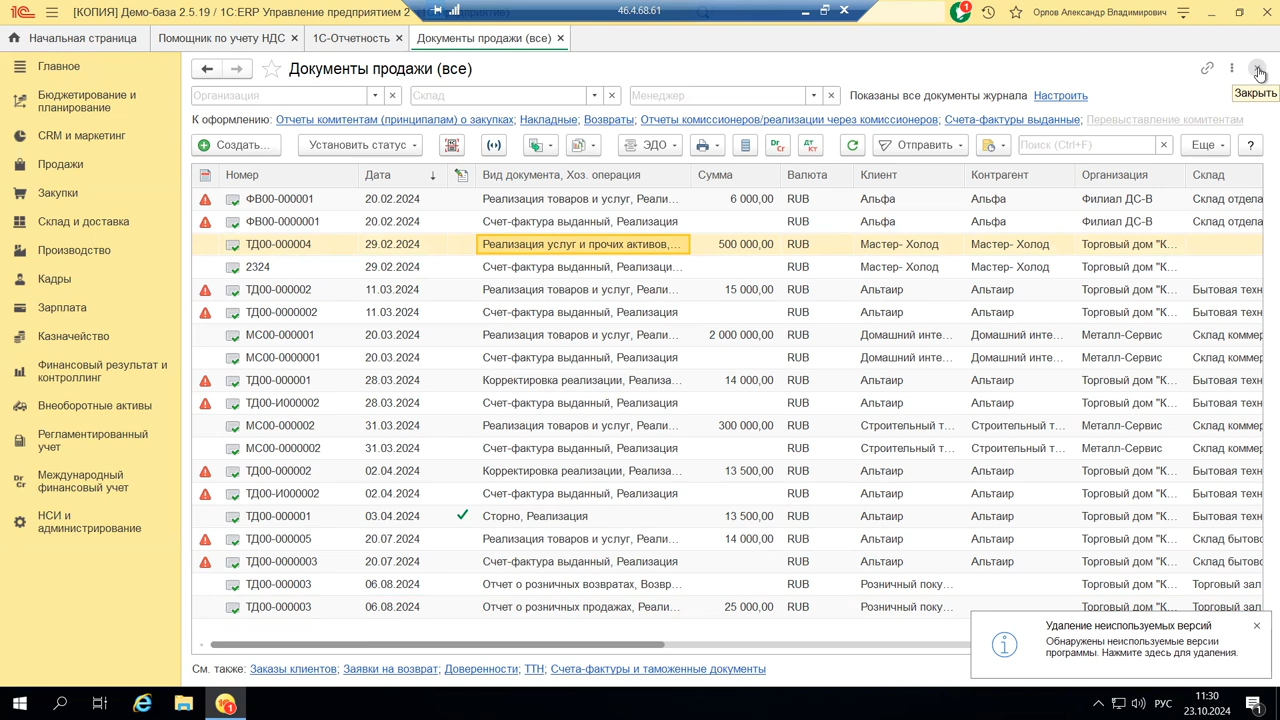 [КОПИЯ] Демо-база 2.5.19 / 1С:ERP Управление предприятием 2
46.4.68.61
1
Орлов Александр Владимирович
Начальная страница
Помощник по учету НДС ×
1С-Отчетность ×
Документы продажи (все) ×
Главное
Бюджетирование и
планирование
CRM и маркетинг
Продажи
Закупки
Склад и доставка
Производство
Кадры
Зарплата
Казначейство
Финансовый результат и
контроллинг
Внеоборотные активы
Регламентированный
учет
Международный
финансовый учет
НСИ и
администрирование
Документы продажи (все)
Закрыть
Организация
Склад
Менеджер
Показаны все документы журнала Настроить
К оформлению: Отчеты комитентам (принципалам) о закупках; Накладные; Возвраты; Отчеты комиссионеров/реализации через комиссионеров; Счета-фактуры выданные; Перевыставление комитентам
Создать... Установить статус ЭДО Отправить Поиск (Ctrl+F) × Еще ?
Номер Дата ↓ Вид документа, Хоз. операция Сумма Валюта Клиент Контрагент Организация Склад
ФВ00-000001 20.02.2024 Реализация товаров и услуг, Реали... 6 000,00 RUB Альфа Альфа Филиал ДС-В Склад отдела
ФВ00-0000001 20.02.2024 Счет-фактура выданный, Реализация RUB Альфа Альфа Филиал ДС-В Склад отдела
ТД00-000004 29.02.2024 Реализация услуг и прочих активов,... 500 000,00 RUB Мастер- Холод Мастер- Холод Торговый дом "К...
2324 29.02.2024 Счет-фактура выданный, Реализаци... RUB Мастер- Холод Мастер- Холод Торговый дом "К...
ТД00-000002 11.03.2024 Реализация товаров и услуг, Реали... 15 000,00 RUB Альтаир Альтаир Торговый дом "К... Бытовая техн
ТД00-0000002 11.03.2024 Счет-фактура выданный, Реализация RUB Альтаир Альтаир Торговый дом "К... Бытовая техн
МС00-000001 20.03.2024 Реализация товаров и услуг, Реали... 2 000 000,00 RUB Домашний инте... Домашний инте... Металл-Сервис Склад коммер
МС00-0000001 20.03.2024 Счет-фактура выданный, Реализация RUB Домашний инте... Домашний инте... Металл-Сервис Склад коммер
ТД00-000001 28.03.2024 Корректировка реализации, Реализа... 14 000,00 RUB Альтаир Альтаир Торговый дом "К... Бытовая техн
ТД00-И000002 28.03.2024 Счет-фактура выданный, Реализация RUB Альтаир Альтаир Торговый дом "К... Бытовая техн
МС00-000002 31.03.2024 Реализация товаров и услуг, Реали... 300 000,00 RUB Строительный т... Строительный т... Металл-Сервис Склад коммер
МС00-0000002 31.03.2024 Счет-фактура выданный, Реализация RUB Строительный т... Строительный т... Металл-Сервис Склад коммер
ТД00-000002 02.04.2024 Корректировка реализации, Реализа... 13 500,00 RUB Альтаир Альтаир Торговый дом "К... Бытовая техн
ТД00-И000002 02.04.2024 Счет-фактура выданный, Реализация RUB Альтаир Альтаир Торговый дом "К... Бытовая техн
ТД00-000001 03.04.2024 Сторно, Реализация 13 500,00 RUB Альтаир Альтаир Торговый дом "К... Бытовая техн
ТД00-000005 20.07.2024 Реализация товаров и услуг, Реали... 14 000,00 RUB Альтаир Альтаир Торговый дом "К... Склад бытово
ТД00-0000003 20.07.2024 Счет-фактура выданный, Реализация RUB Альтаир Альтаир Торговый дом "К... Склад бытово
ТД00-000003 06.08.2024 Отчет о розничных возвратах, Возвр... RUB Розничный поку... Торговый дом "К... Торговый зал
ТД00-000003 06.08.2024 Отчет о розничных продажах, Реали... 25 000,00 RUB Розничный поку... Торговый дом "К... Торговый зал
Удаление неиспользуемых версий ×
Обнаружены неиспользуемые версии
программы. Нажмите здесь для удаления.
См. также: Заказы клиентов; Заявки на возврат; Доверенности; ТТН; Счета-фактуры и таможенные документы
РУС
11:30
23.10.2024
1